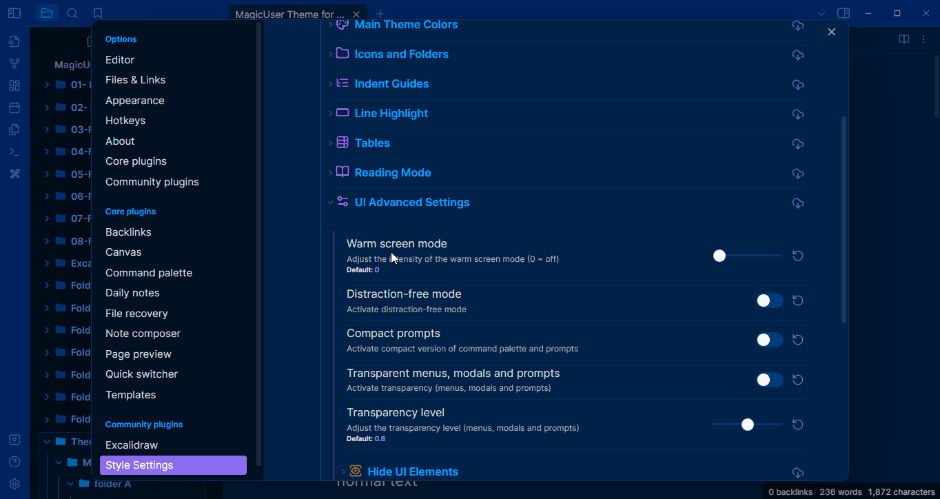 MagicUser Theme for ...
Options
Editor
Files & Links
Appearance
Hotkeys
About
Core plugins
Community plugins
Core plugins
Backlinks
Canvas
Command palette
Daily notes
File recovery
Note composer
Page preview
Quick switcher
Templates
Community plugins
Excalidraw
Style Settings
MagicU
01-
02-
03-F
04-F
05-F
06-F
07-F
08-F
Exca
Fold
Fold
Fold
Fold
Fold
Fold
Fold
Them
M
folder A
Main Theme Colors
Icons and Folders
Indent Guides
Line Highlight
Tables
Reading Mode
UI Advanced Settings
Warm screen mode
Adjust the intensity of the warm screen mode (0 = off)
Default: 0
Distraction-free mode
Activate distraction-free mode
Compact prompts
Activate compact version of command palette and prompts
Transparent menus, modals and prompts
Activate transparency (menus, modals and prompts)
Transparency level
Adjust the transparency level (menus, modals and prompts)
Default: 0.8
Hide UI Elements
normal text
0 backlinks 236 words 1,872 characters